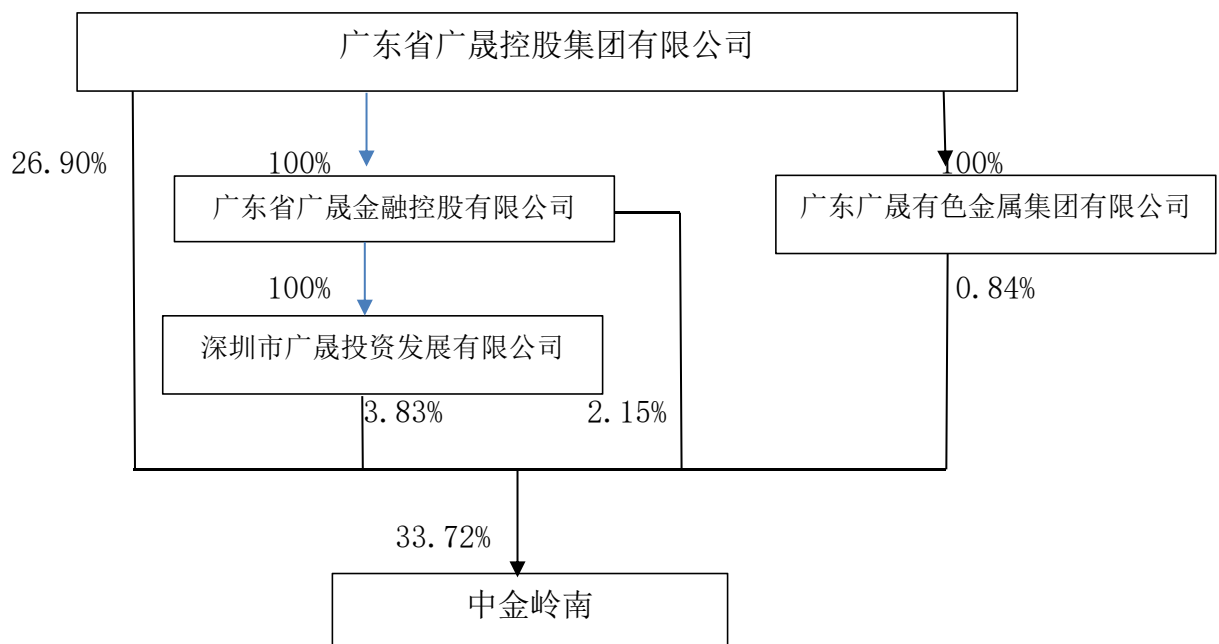 广东省广晟控股集团有限公司
26.90%
100%
100%
广东省广晟金融控股有限公司
广东广晟有色金属集团有限公司
100%
0.84%
深圳市广晟投资发展有限公司
3.83%
2.15%
33.72%
中金岭南